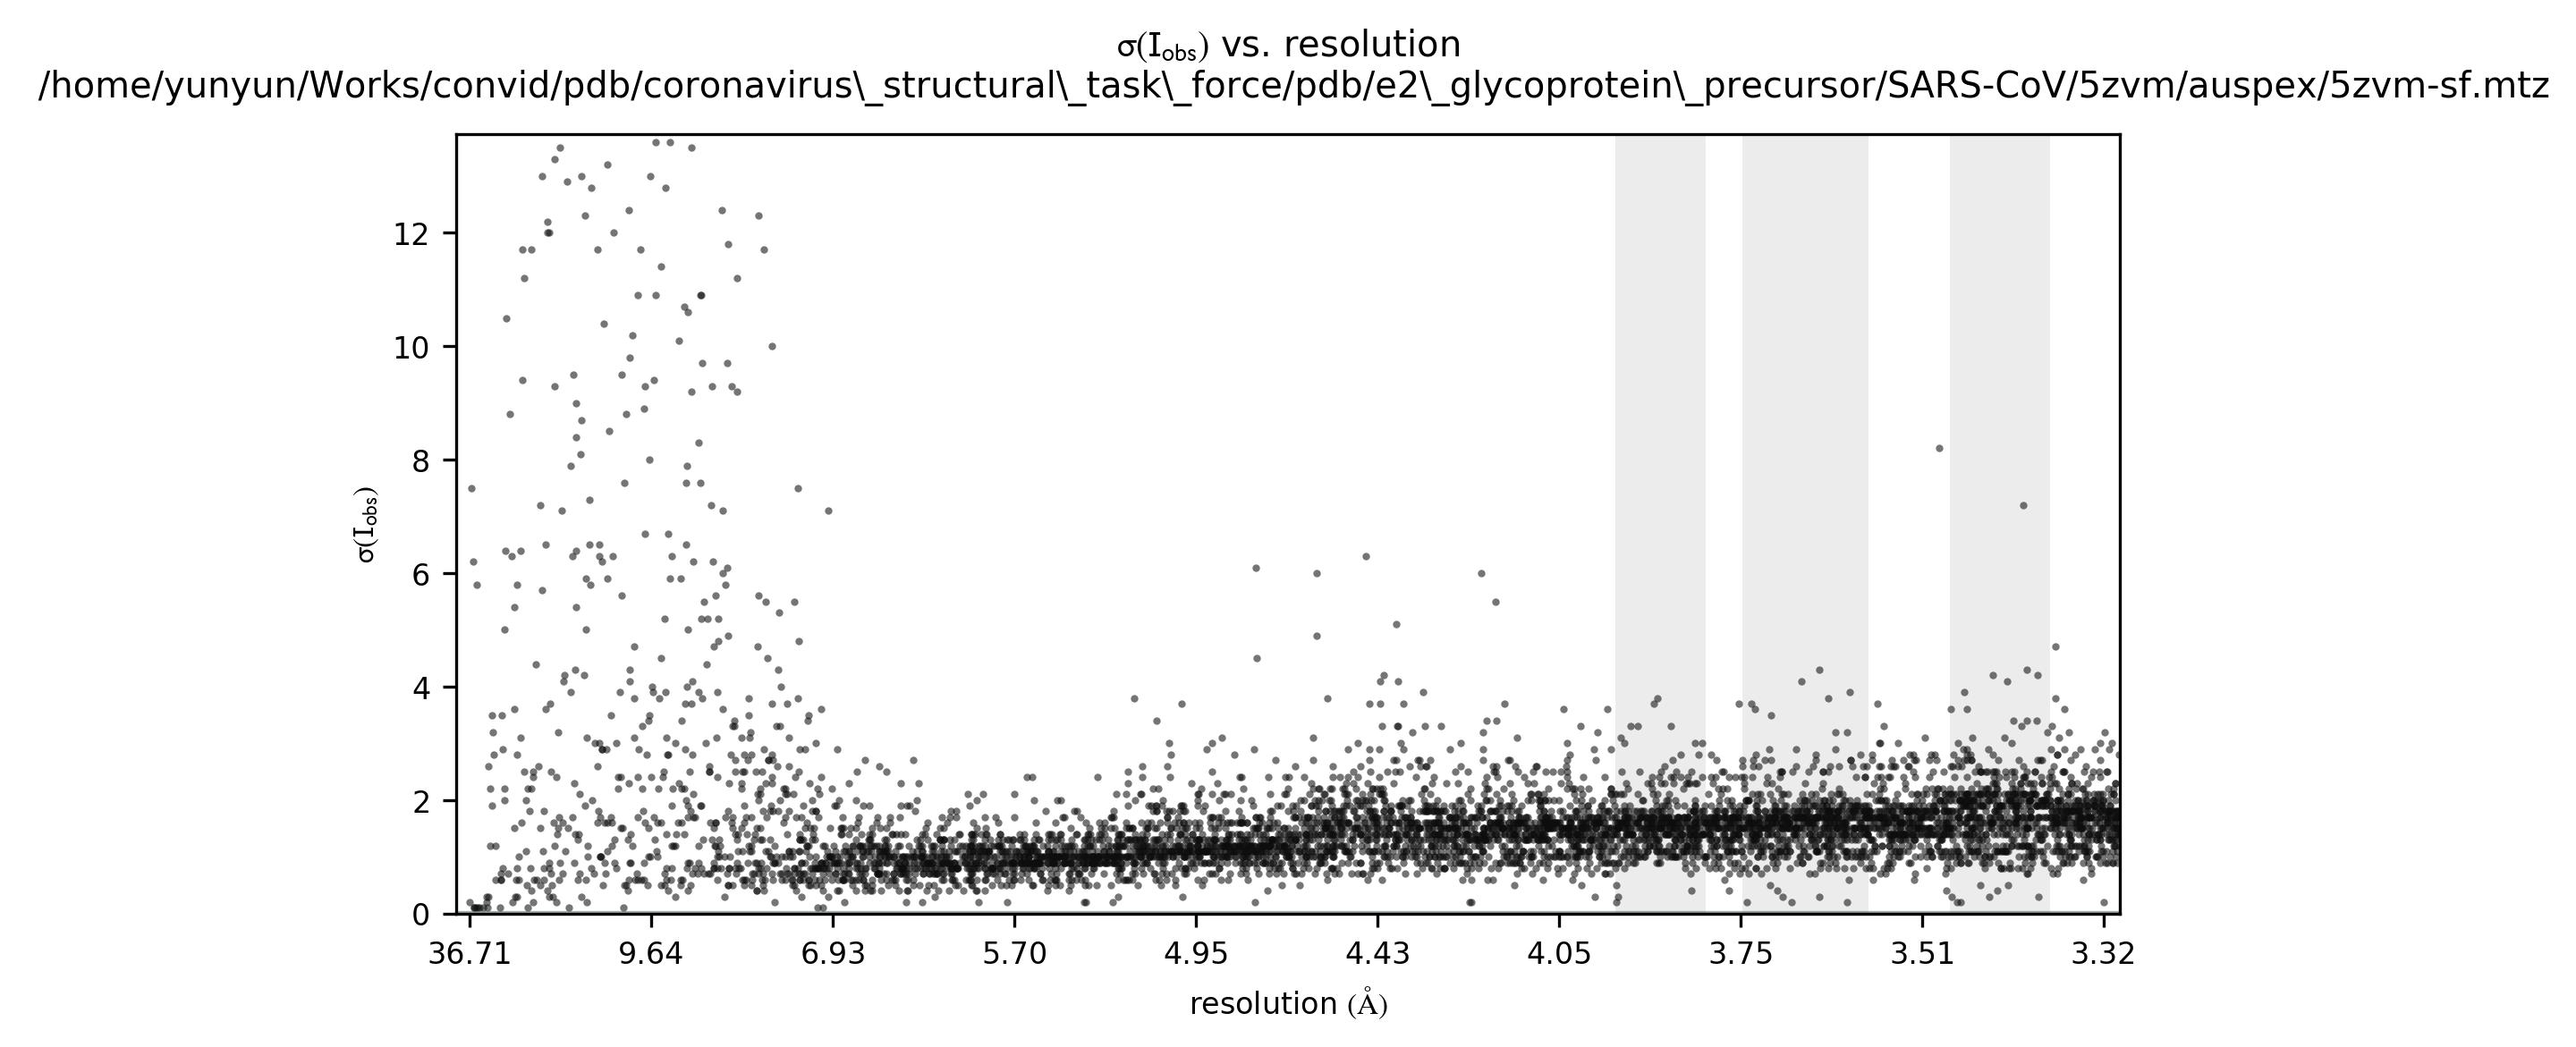 σ(Iobs) vs. resolution
/home/yunyun/Works/convid/pdb/coronavirus\_structural\_task\_force/pdb/e2\_glycoprotein\_precursor/SARS-CoV/5zvm/auspex/5zvm-sf.mtz
12
10
8
6
4
2
0
σ(Iobs)
36.71 9.64 6.93 5.70 4.95 4.43 4.05 3.75 3.51 3.32
resolution (Å)